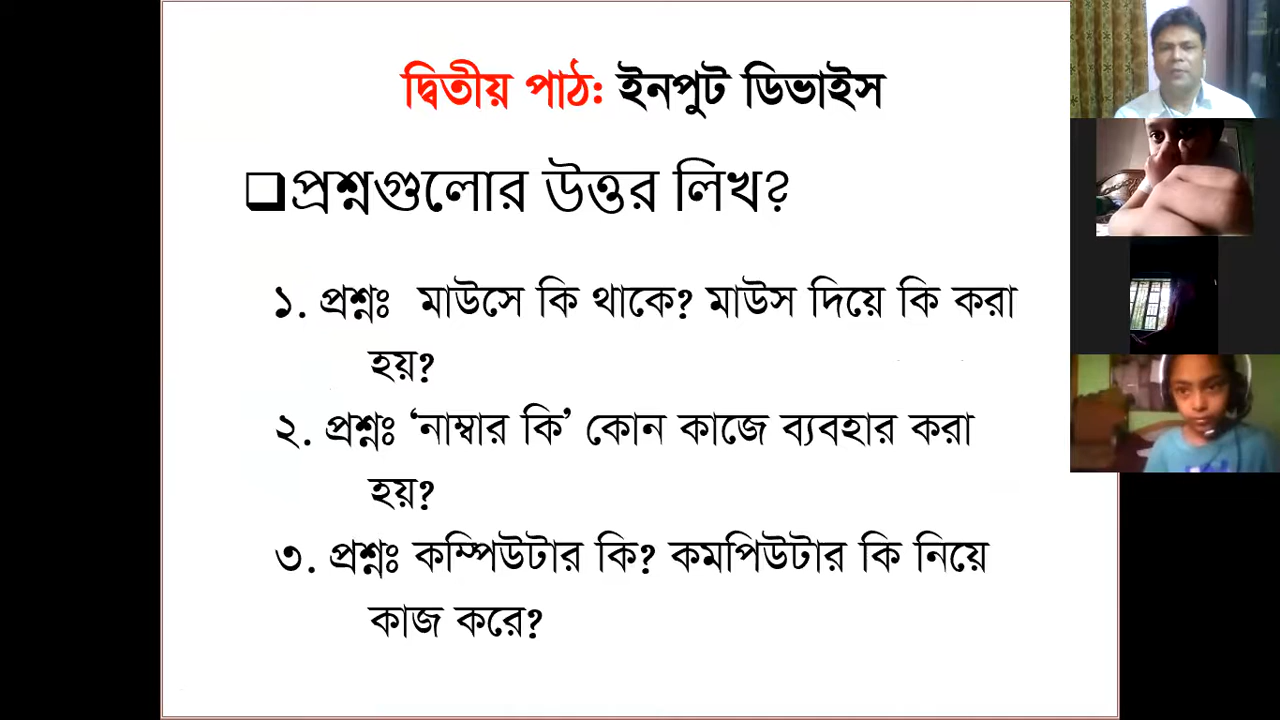 দ্বিতীয় পাঠ: ইনপুট ডিভাইস
❑প্রশ্নগুলোর উত্তর লিখ?
১. প্রশ্নঃ মাউসে কি থাকে? মাউস দিয়ে কি করা
হয়?
২. প্রশ্নঃ ‘নাম্বার কি’ কোন কাজে ব্যবহার করা
হয়?
৩. প্রশ্নঃ কম্পিউটার কি? কমপিউটার কি নিয়ে
কাজ করে?